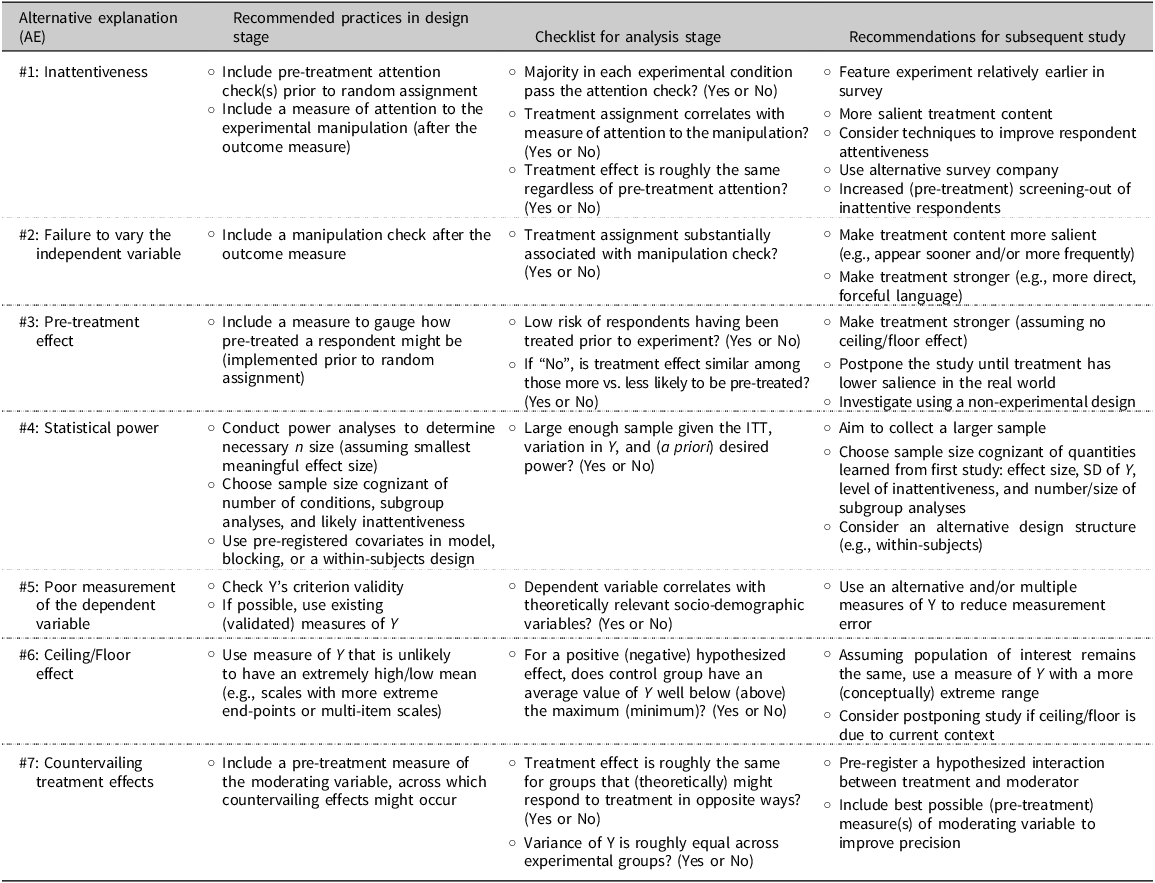 Alternative explanation
(AE)
Recommended practices in design
stage
Checklist for analysis stage
Recommendations for subsequent study
#1: Inattentiveness
○ Include pre-treatment attention
check(s) prior to random assignment
○ Include a measure of attention to the
experimental manipulation (after the
outcome measure)
○ Majority in each experimental condition
pass the attention check? (Yes or No)
○ Treatment assignment correlates with
measure of attention to the manipulation?
(Yes or No)
○ Treatment effect is roughly the same
regardless of pre-treatment attention?
(Yes or No)
○ Feature experiment relatively earlier in
survey
○ More salient treatment content
○ Consider techniques to improve respondent
attentiveness
○ Use alternative survey company
○ Increased (pre-treatment) screening-out of
inattentive respondents
#2: Failure to vary the
independent variable
○ Include a manipulation check after the
outcome measure
○ Treatment assignment substantially
associated with manipulation check?
(Yes or No)
○ Make treatment content more salient
(e.g., appear sooner and/or more frequently)
○ Make treatment stronger (e.g., more direct,
forceful language)
#3: Pre-treatment
effect
○ Include a measure to gauge how
pre-treated a respondent might be
(implemented prior to random
assignment)
○ Low risk of respondents having been
treated prior to experiment? (Yes or No)
○ If “No”, is treatment effect similar among
those more vs. less likely to be pre-treated?
(Yes or No)
○ Make treatment stronger (assuming no
ceiling/floor effect)
○ Postpone the study until treatment has
lower salience in the real world
○ Investigate using a non-experimental design
#4: Statistical power
○ Conduct power analyses to determine
necessary n size (assuming smallest
meaningful effect size)
○ Choose sample size cognizant of
number of conditions, subgroup
analyses, and likely inattentiveness
○ Use pre-registered covariates in model,
blocking, or a within-subjects design
○ Large enough sample given the ITT,
variation in Y, and (a priori) desired
power? (Yes or No)
○ Aim to collect a larger sample
○ Choose sample size cognizant of quantities
learned from first study: effect size, SD of Y,
level of inattentiveness, and number/size of
subgroup analyses
○ Consider an alternative design structure
(e.g., within-subjects)
#5: Poor measurement
of the dependent
variable
○ Check Y’s criterion validity
○ If possible, use existing
(validated) measures of Y
○ Dependent variable correlates with
theoretically relevant socio-demographic
variables? (Yes or No)
○ Use an alternative and/or multiple
measures of Y to reduce measurement
error
#6: Ceiling/Floor
effect
○ Use measure of Y that is unlikely
to have an extremely high/low mean
(e.g., scales with more extreme
end-points or multi-item scales)
○ For a positive (negative) hypothesized
effect, does control group have an
average value of Y well below (above)
the maximum (minimum)? (Yes or No)
○ Assuming population of interest remains
the same, use a measure of Y with a more
(conceptually) extreme range
○ Consider postponing study if ceiling/floor is
due to current context
#7: Countervailing
treatment effects
○ Include a pre-treatment measure of
the moderating variable, across which
countervailing effects might occur
○ Treatment effect is roughly the same
for groups that (theoretically) might
respond to treatment in opposite ways?
(Yes or No)
○ Variance of Y is roughly equal across
experimental groups? (Yes or No)
○ Pre-register a hypothesized interaction
between treatment and moderator
○ Include best possible (pre-treatment)
measure(s) of moderating variable to
improve precision